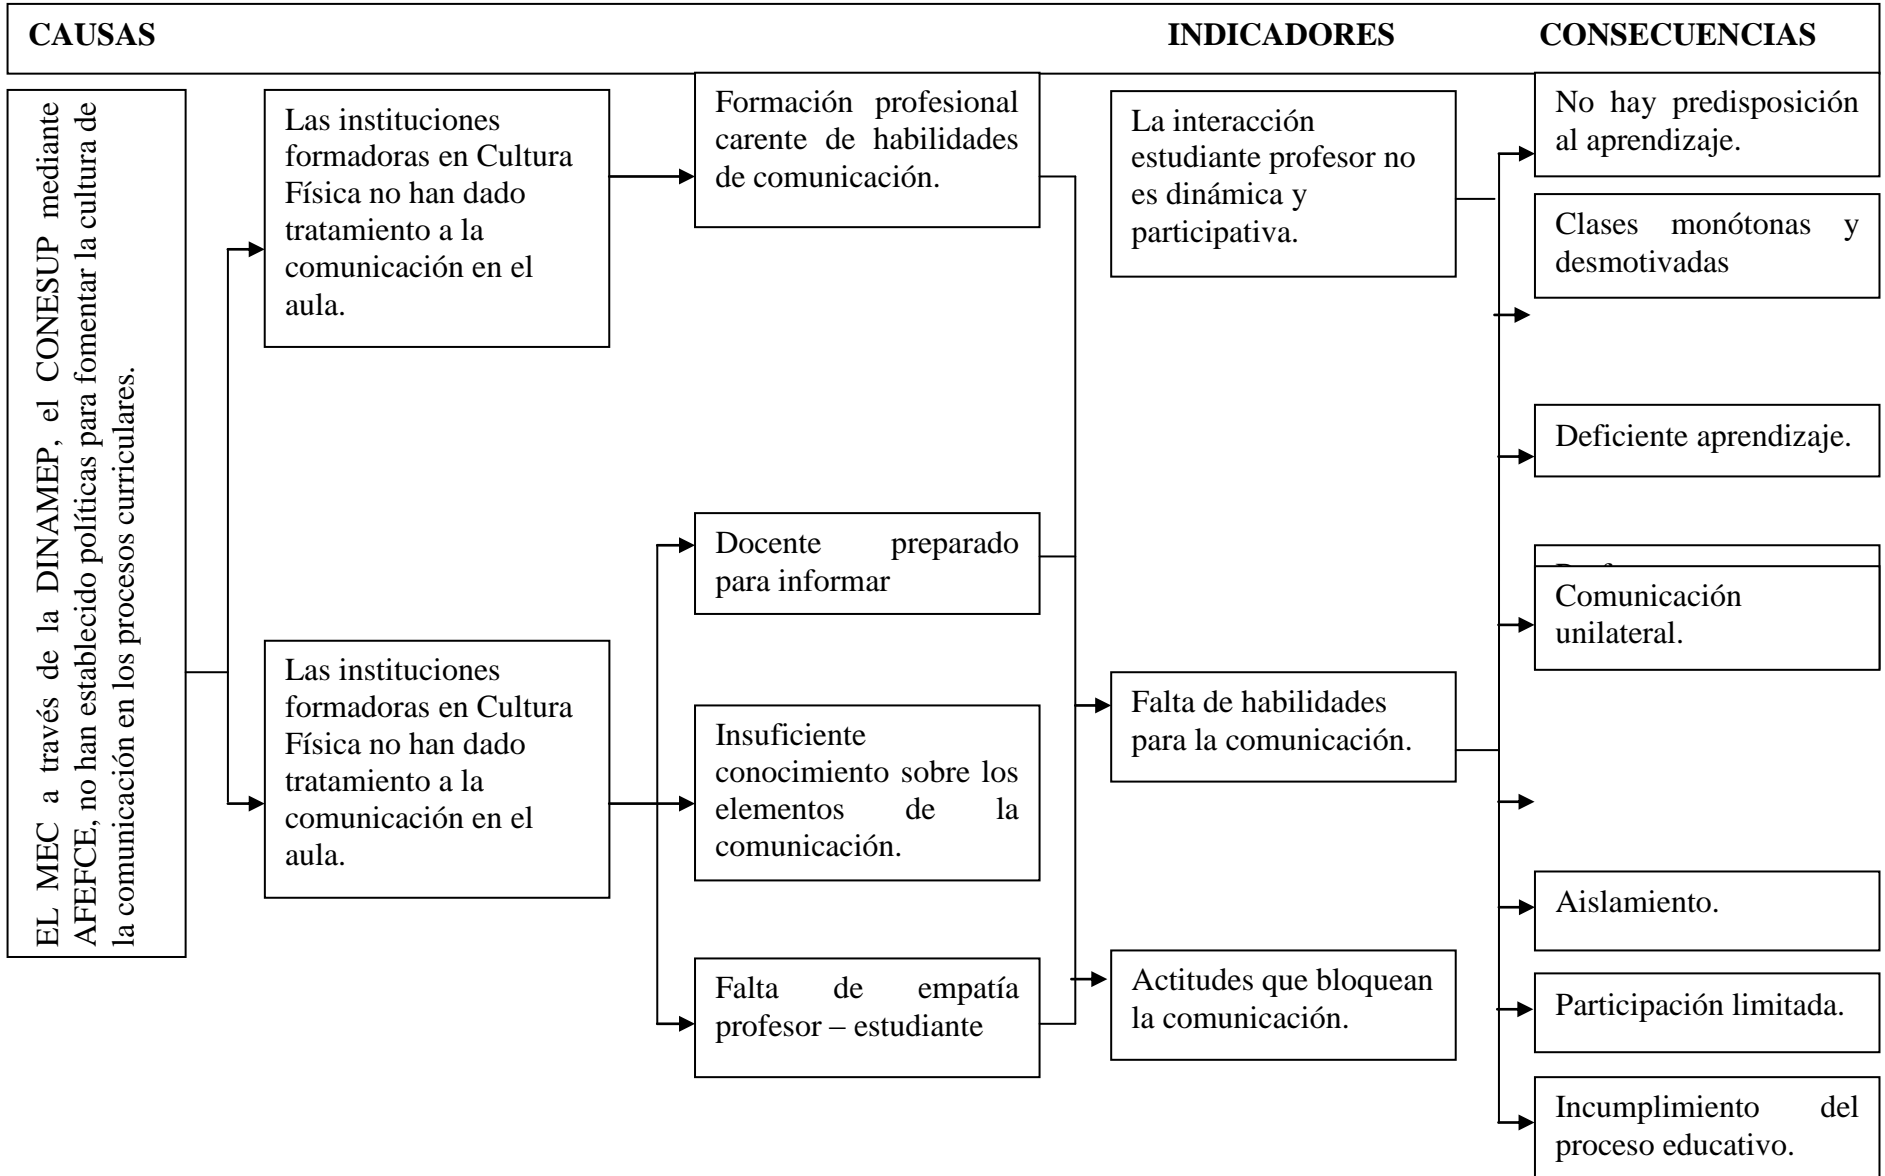 CAUSAS INDICADORES CONSECUENCIAS
EL MEC a través de la DINAMEP, el CONESUP mediante
AFEFCE, no han establecido políticas para fomentar la cultura de
la comunicación en los procesos curriculares.
Las instituciones
formadoras en Cultura
Física no han dado
tratamiento a la
comunicación en el
aula.
Las instituciones
formadoras en Cultura
Física no han dado
tratamiento a la
comunicación en el
aula.
Formación profesional
carente de habilidades
de comunicación.
Docente preparado
para informar
Insuficiente
conocimiento sobre los
elementos de la
comunicación.
Falta de empatía
profesor – estudiante
La interacción
estudiante profesor no
es dinámica y
participativa.
Falta de habilidades
para la comunicación.
Actitudes que bloquean
la comunicación.
No hay predisposición
al aprendizaje.
Clases monótonas y
desmotivadas
Deficiente aprendizaje.
Comunicación
unilateral.
Aislamiento.
Participación limitada.
Incumplimiento del
proceso educativo.